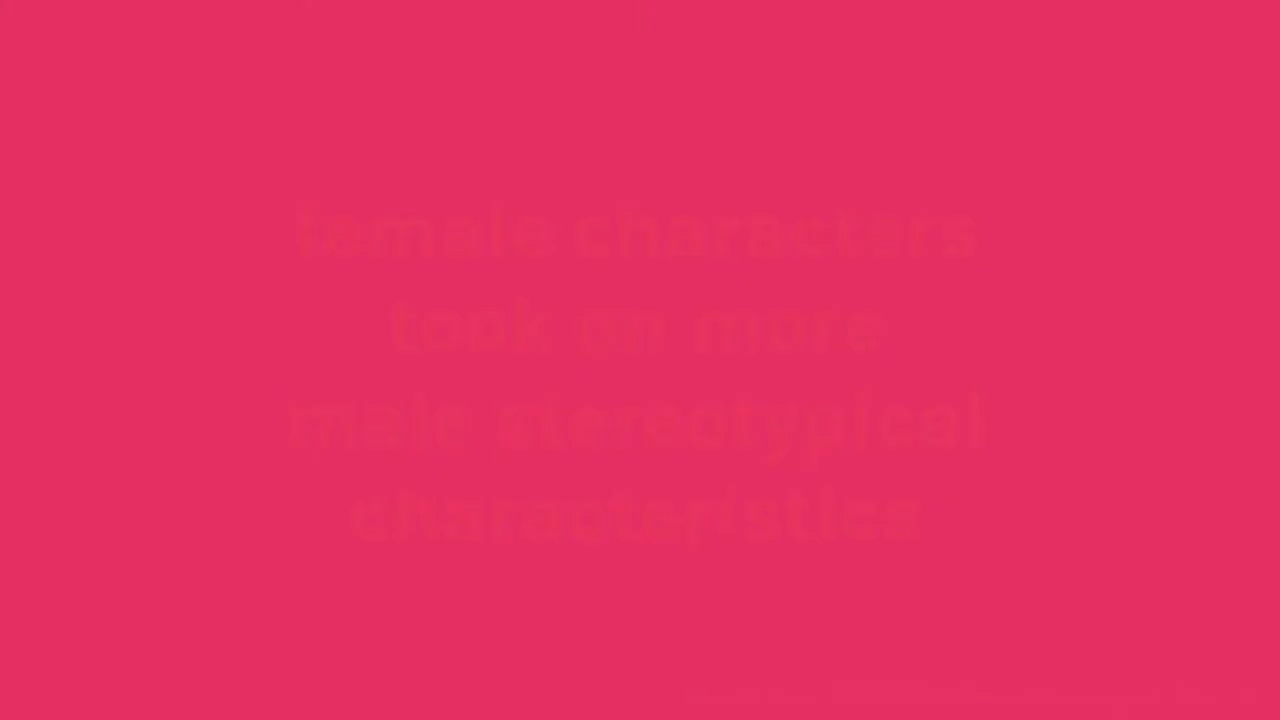 female characters
took on more
male stereotypical
characteristics